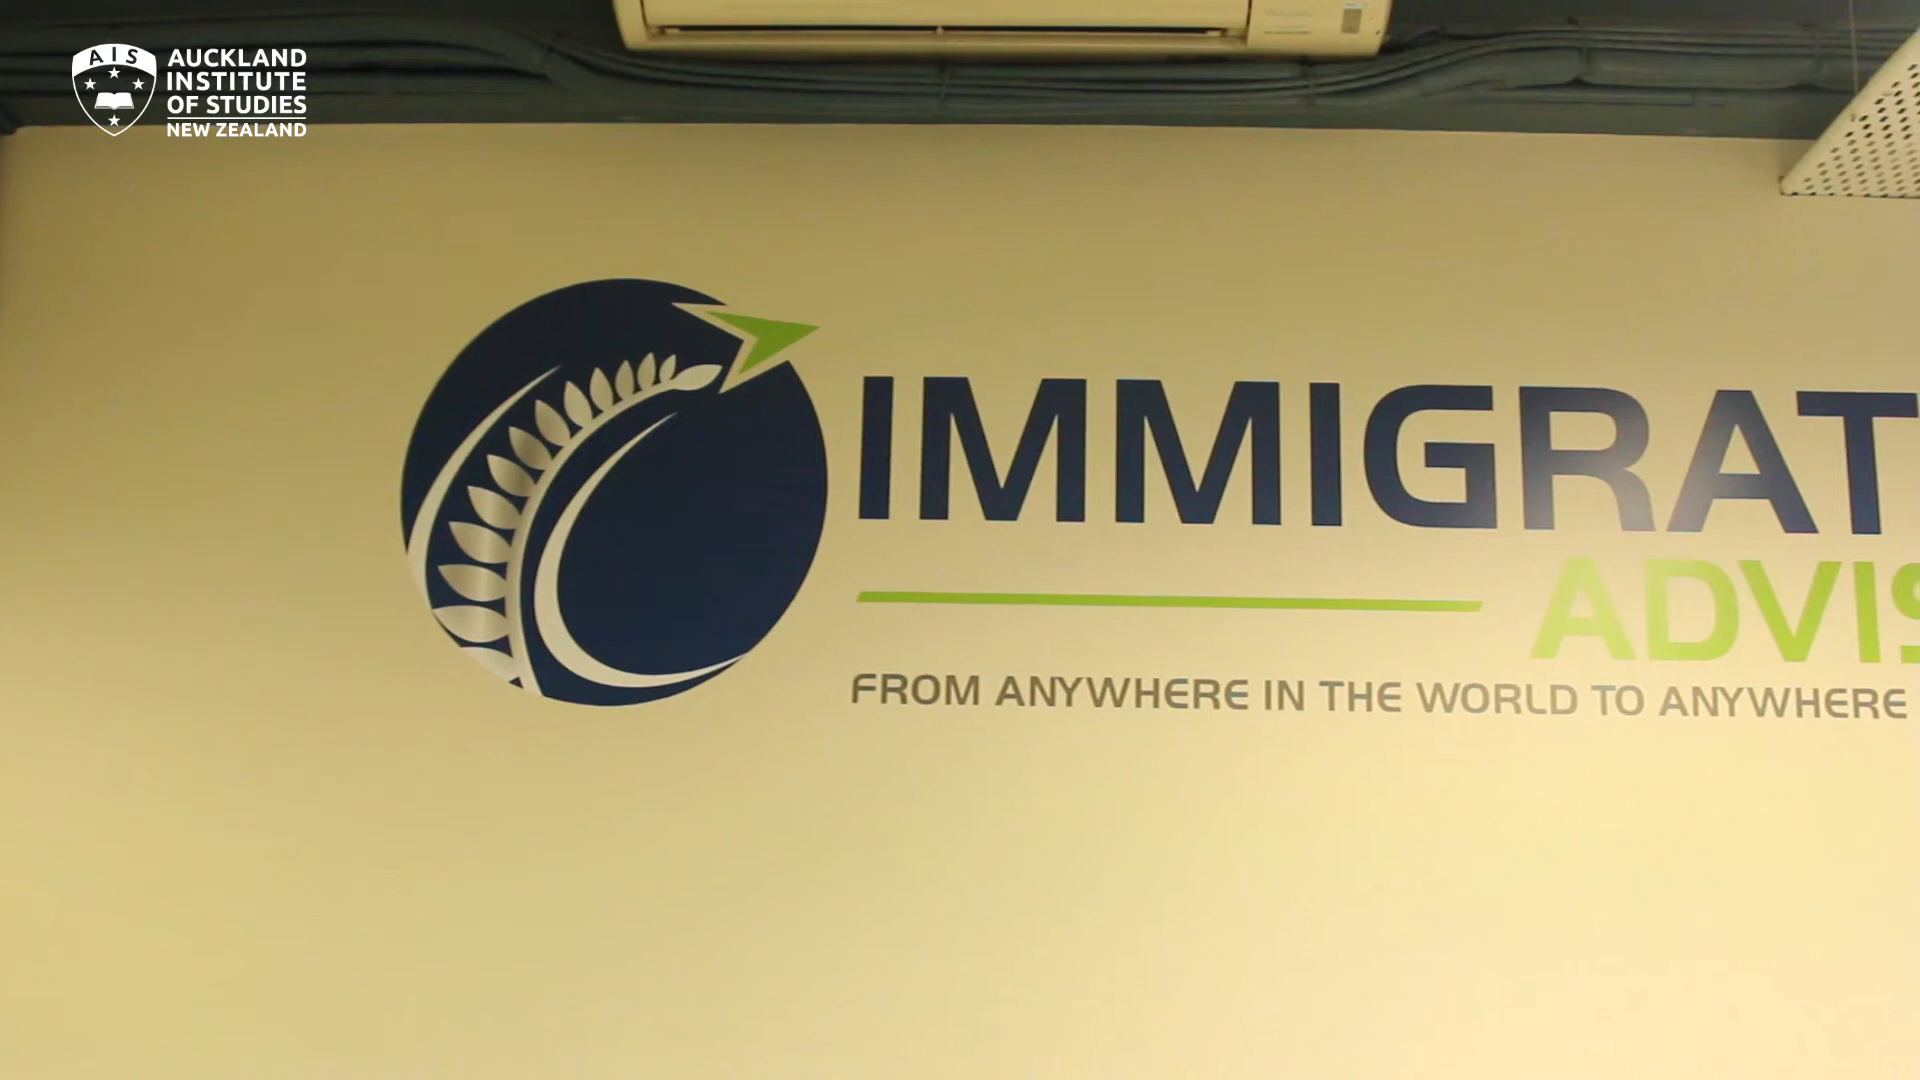 AIS
AUCKLAND
INSTITUTE
OF STUDIES
NEW ZEALAND
IMMIGRAT
ADVIS
FROM ANYWHERE IN THE WORLD TO ANYWHERE